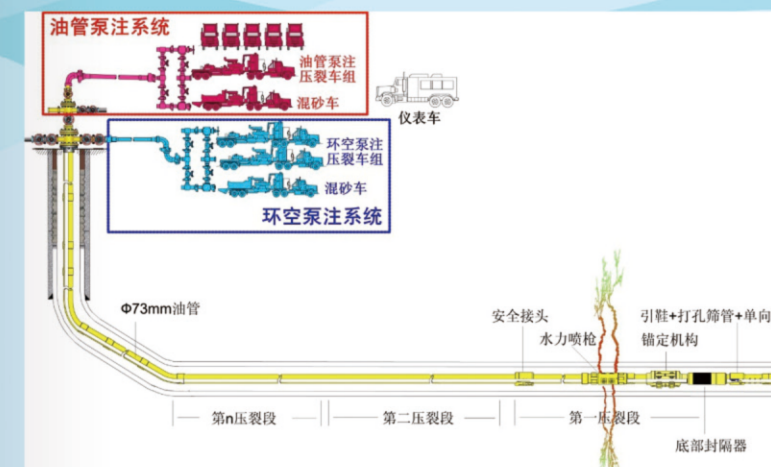 油管泵注系统
油管泵注
压裂车组
混砂车
仪表车
环空泵注
压裂车组
混砂车
环空泵注系统
Φ73mm油管
安全接头
水力喷枪
引鞋+打孔筛管+单向
锚定机构
第n压裂段
第二压裂段
第一压裂段
底部封隔器